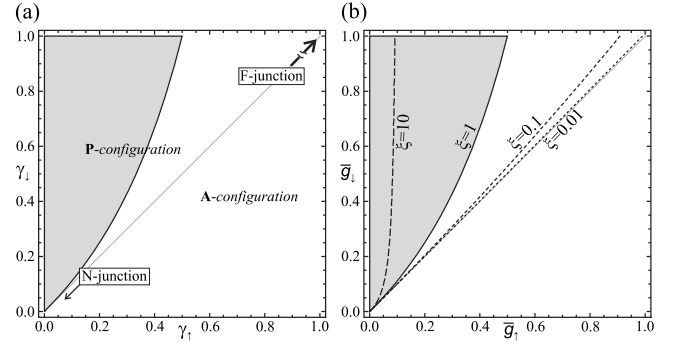 (a)
1.0
0.8
0.6
0.4
0.2
0.0
γ↓
0.0 0.2 0.4 0.6 0.8 1.0
γ↑
F-junction
P-configuration
A-configuration
N-junction
(b)
1.0
0.8
0.6
0.4
0.2
0.0
g̅↓
0.0 0.2 0.4 0.6 0.8 1.0
g̅↑
ξ=10
ξ=1
ξ=0.1
ξ=0.01